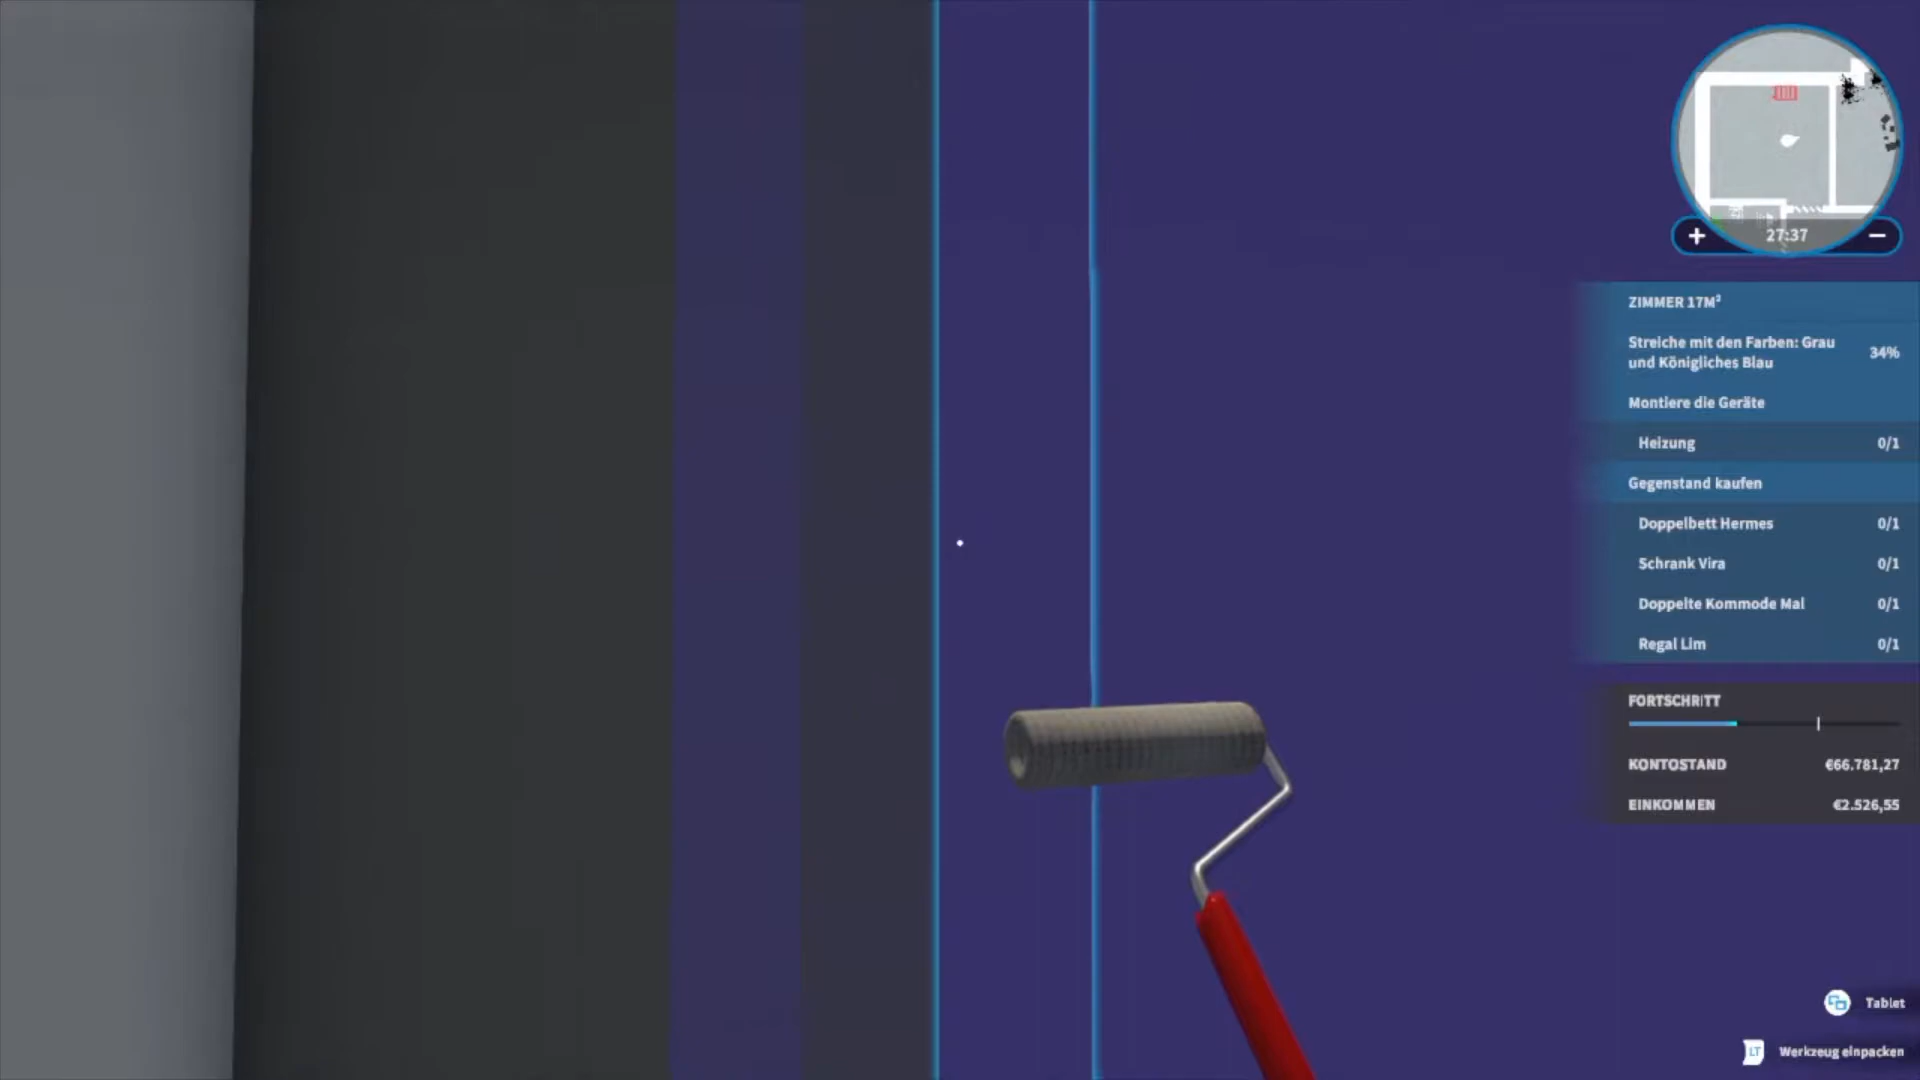 + 27:37 −
ZIMMER 17M²
Streiche mit den Farben: Grau
und Königliches Blau 34%
Montiere die Geräte
Heizung 0/1
Gegenstand kaufen
Doppelbett Hermes 0/1
Schrank Vira 0/1
Doppelte Kommode Mal 0/1
Regal Lim 0/1
FORTSCHRITT
KONTOSTAND €66.781,27
EINKOMMEN €2.526,55
Tablet
LT Werkzeug einpacken